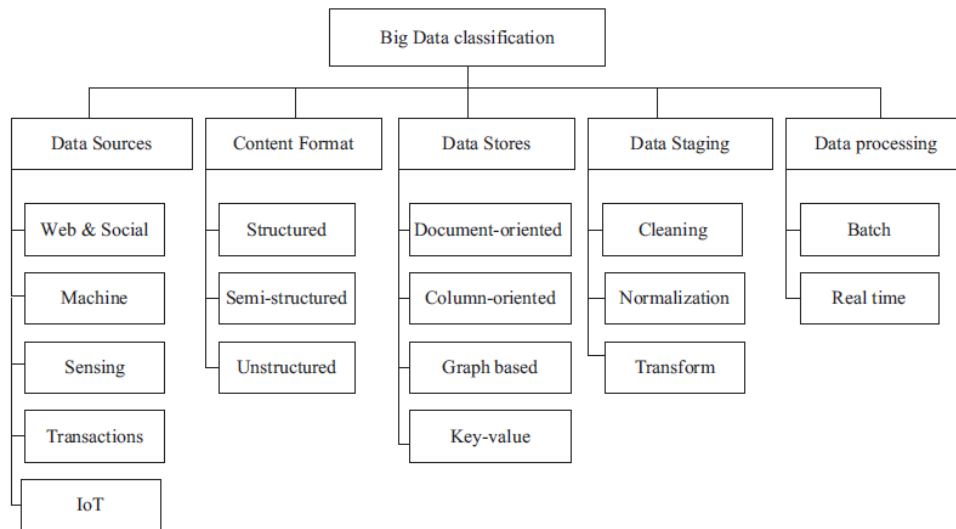 Big Data classification
Data Sources
Content Format
Data Stores
Data Staging
Data processing
Web & Social
Structured
Document-oriented
Cleaning
Batch
Machine
Semi-structured
Column-oriented
Normalization
Real time
Sensing
Unstructured
Graph based
Transform
Transactions
Key-value
IoT